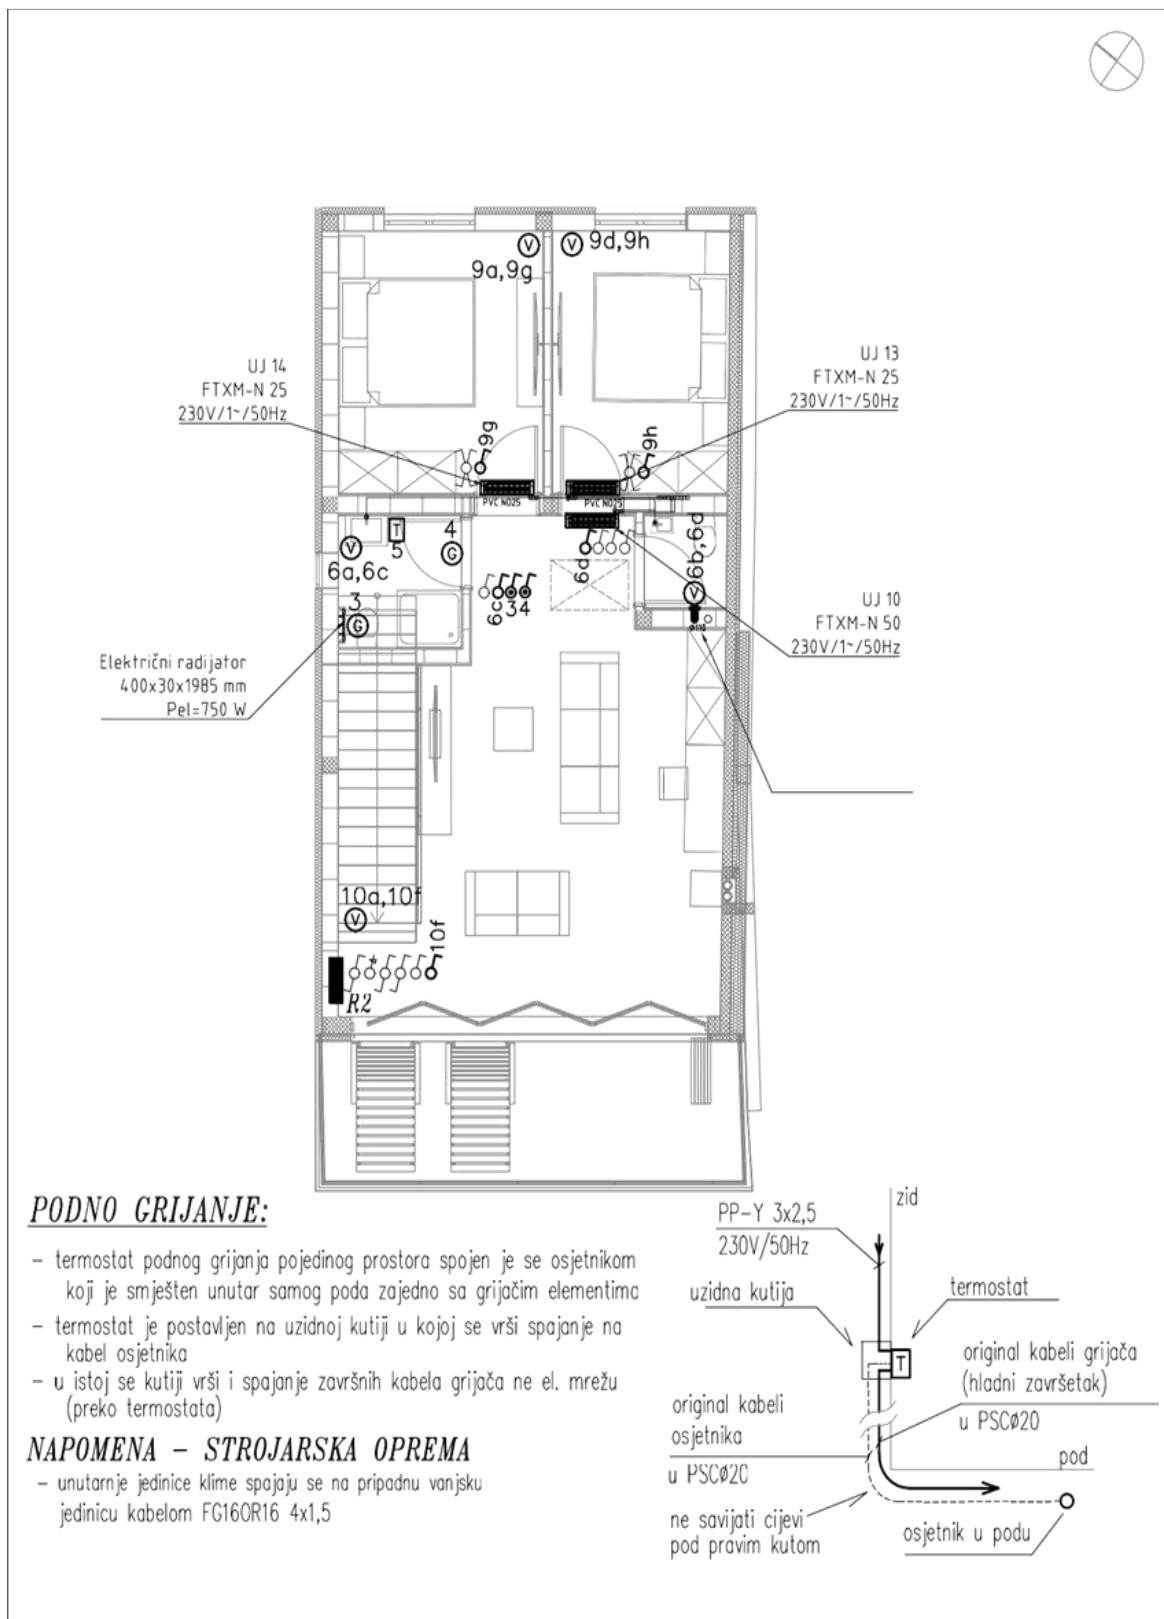 9a,9g
9d,9h
UJ 14
FTXM-N 25
230V/1~/50Hz
UJ 13
FTXM-N 25
230V/1~/50Hz
V
V
9g
9h
PVC NO25
PVC NO25
T
5
4
G
V
6a,6c
3
G
6c
3
4
6d
6b,6d
V
UJ 10
FTXM-N 50
230V/1~/50Hz
Električni radijator
400x30x1985 mm
Pel=750 W
10a,10f
V
10f
R2
PODNO GRIJANJE:
– termostat podnog grijanja pojedinog prostora spojen je se osjetnikom
koji je smješten unutar samog poda zajedno sa grijačim elementima
– termostat je postavljen na uzidnoj kutiji u kojoj se vrši spajanje na
kabel osjetnika
– u istoj se kutiji vrši i spajanje završnih kabela grijača ne el. mrežu
(preko termostata)
NAPOMENA – STROJARSKA OPREMA
– unutarnje jedinice klime spajaju se na pripadnu vanjsku
jedinicu kabelom FG16OR16 4x1,5
zid
PP-Y 3x2,5
230V/50Hz
uzidna kutija
termostat
T
original kabeli grijača
(hladni završetak)
u PSCø20
original kabeli
osjetnika
u PSCø20
pod
ne savijati cijevi
pod pravim kutom
osjetnik u podu